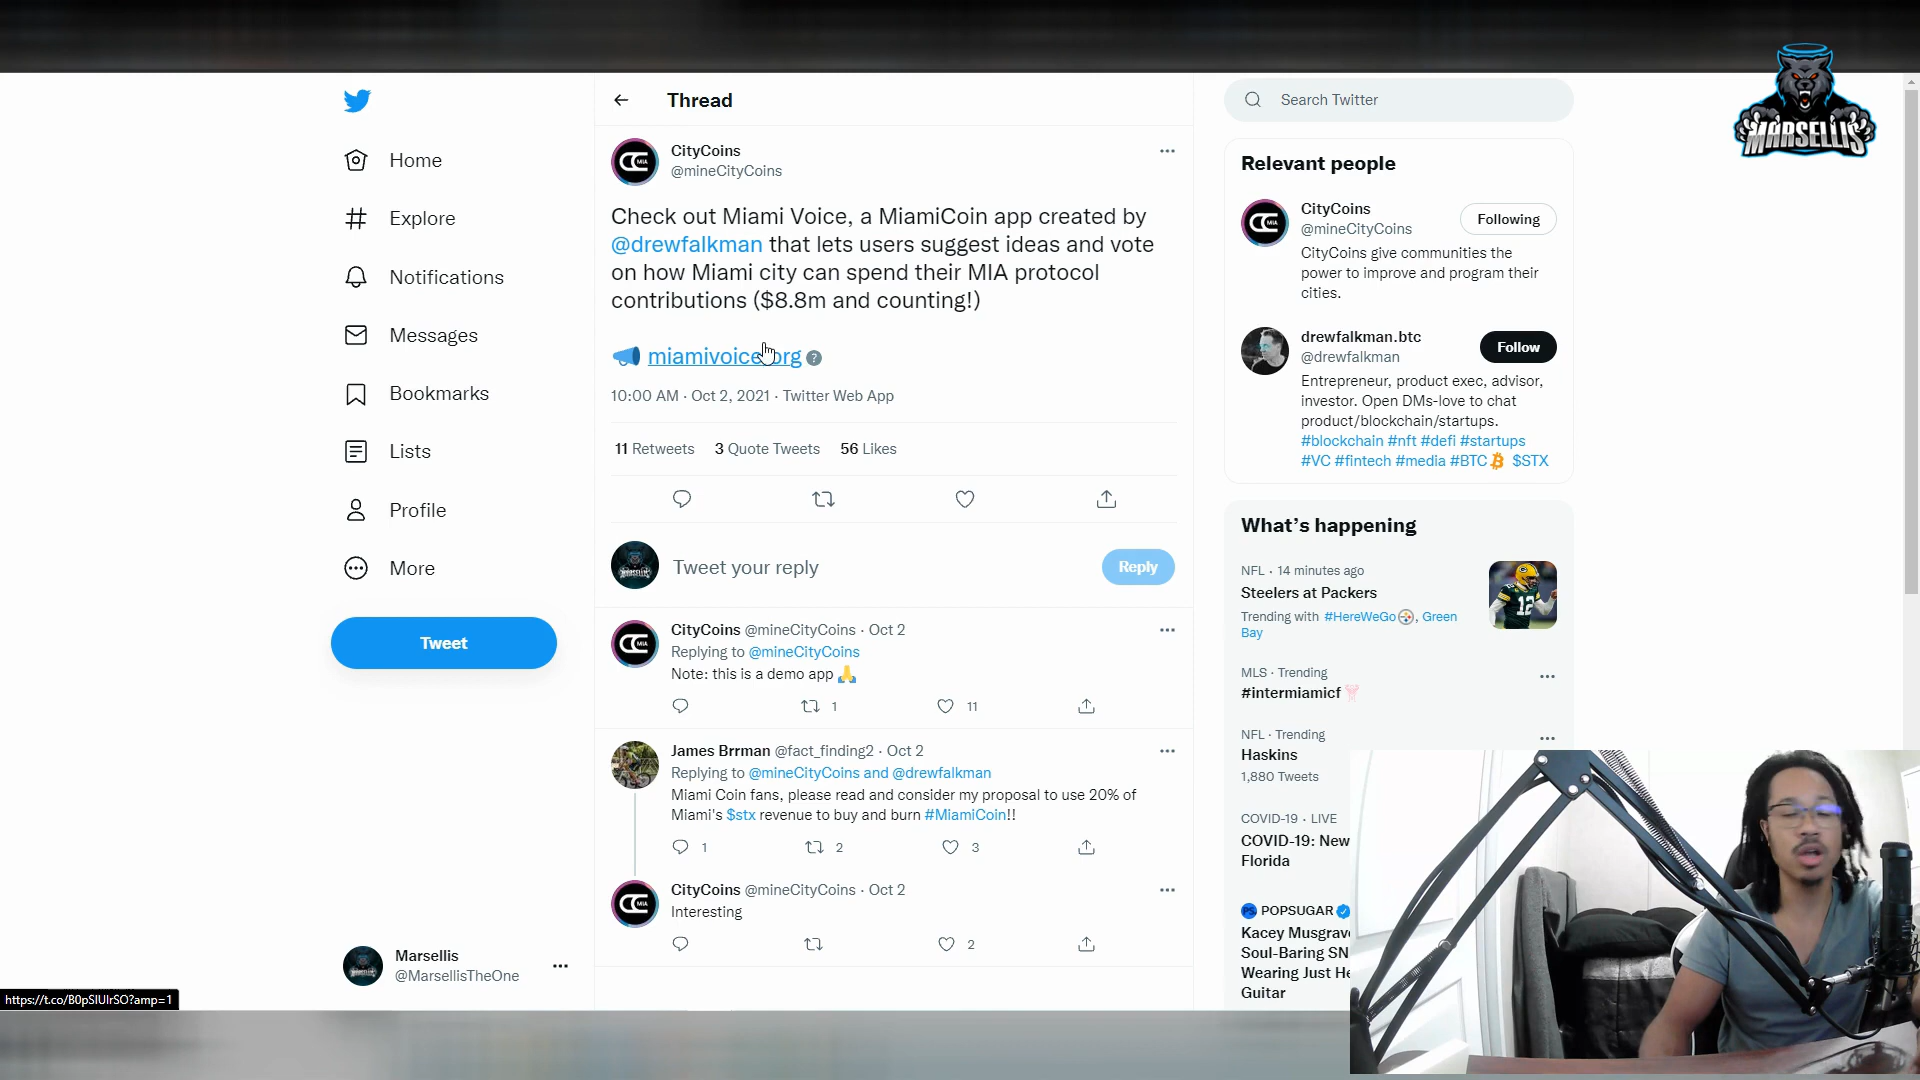 MARSELLIS
Home
Explore
Notifications
Messages
Bookmarks
Lists
Profile
More
Tweet
Marsellis
@MarsellisTheOne
https://t.co/B0pSlUlrSO?amp=1
Thread
CityCoins
@mineCityCoins
Check out Miami Voice, a MiamiCoin app created by
@drewfalkman that lets users suggest ideas and vote
on how Miami city can spend their MIA protocol
contributions ($8.8m and counting!)
miamivoice.org ?
10:00 AM · Oct 2, 2021 · Twitter Web App
11 Retweets 3 Quote Tweets 56 Likes
Tweet your reply
Reply
CityCoins @mineCityCoins · Oct 2
Replying to @mineCityCoins
Note: this is a demo app 🙏
1 11
James Brrman @fact_finding2 · Oct 2
Replying to @mineCityCoins and @drewfalkman
Miami Coin fans, please read and consider my proposal to use 20% of
Miami's $stx revenue to buy and burn #MiamiCoin!!
1 2 3
CityCoins @mineCityCoins · Oct 2
Interesting
2
Search Twitter
Relevant people
CityCoins
@mineCityCoins
Following
CityCoins give communities the
power to improve and program their
cities.
drewfalkman.btc
@drewfalkman
Follow
Entrepreneur, product exec, advisor,
investor. Open DMs-love to chat
product/blockchain/startups.
#blockchain #nft #defi #startups
#VC #fintech #media #BTC $STX
What's happening
NFL · 14 minutes ago
Steelers at Packers
Trending with #HereWeGo, Green
Bay
MLS · Trending
#intermiamicf
NFL · Trending
Haskins
1,880 Tweets
COVID-19 · LIVE
COVID-19: New
Florida
POPSUGAR
Kacey Musgrave
Soul-Baring SN
Wearing Just He
Guitar